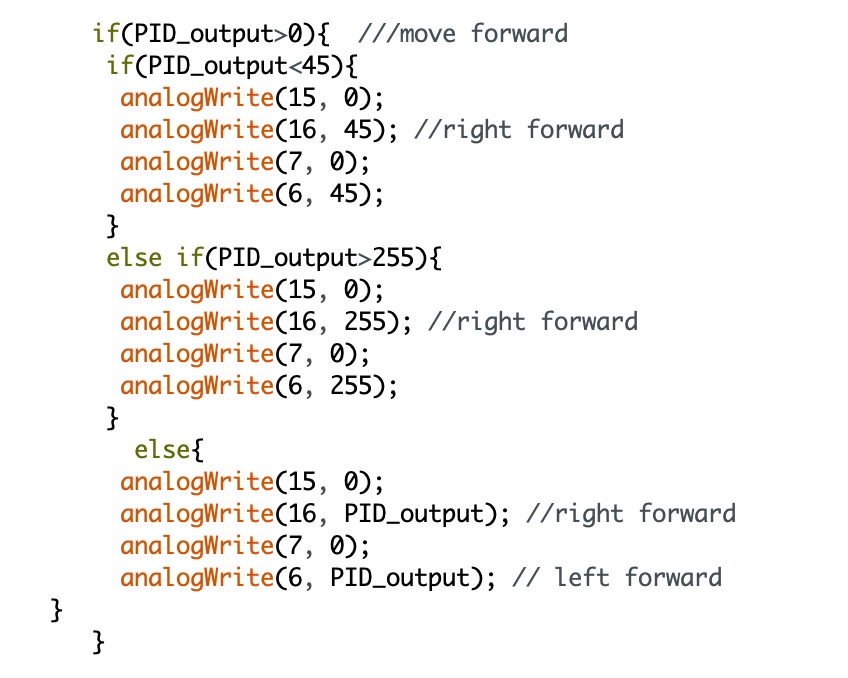 if(PID_output>0){  ///move forward
if(PID_output<45){
analogWrite(15, 0);
analogWrite(16, 45); //right forward
analogWrite(7, 0);
analogWrite(6, 45);
}
else if(PID_output>255){
analogWrite(15, 0);
analogWrite(16, 255); //right forward
analogWrite(7, 0);
analogWrite(6, 255);
}
else{
analogWrite(15, 0);
analogWrite(16, PID_output); //right forward
analogWrite(7, 0);
analogWrite(6, PID_output); // left forward
}
}